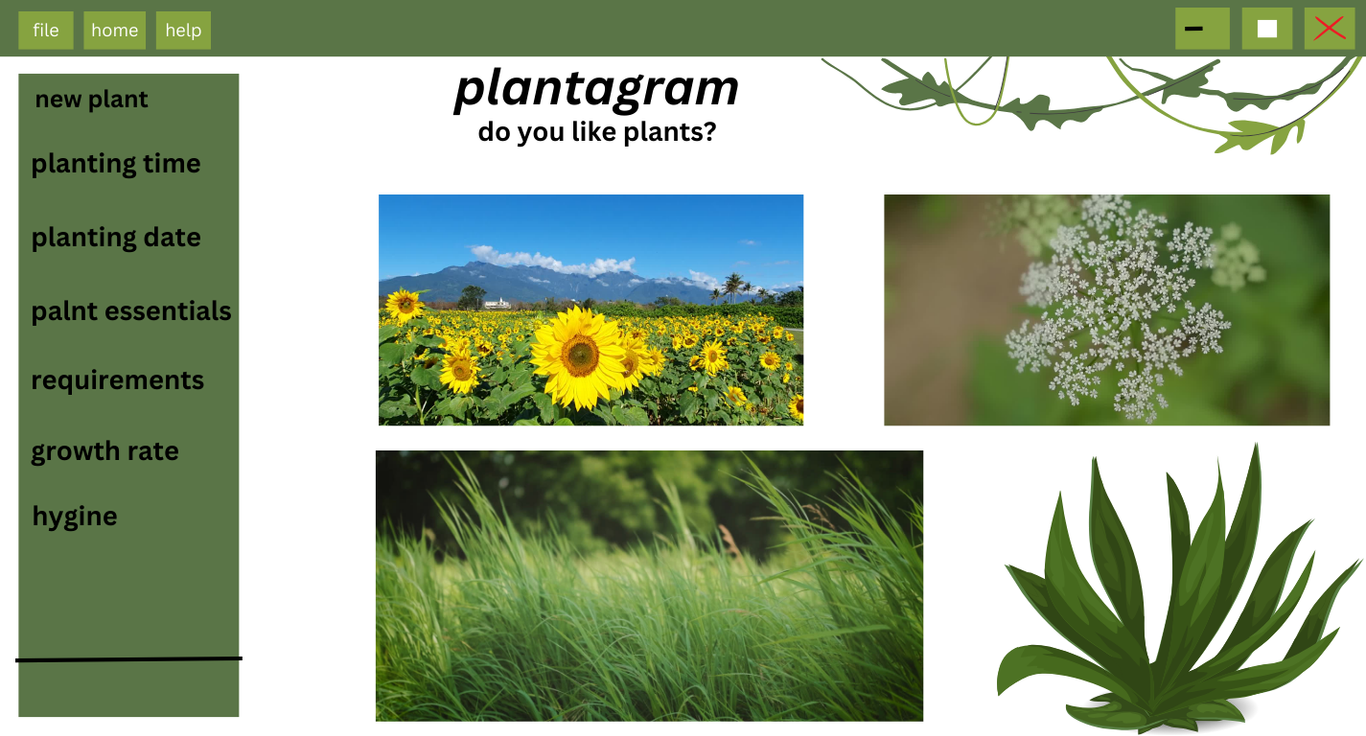 file
home
help
plantagram
do you like plants?
new plant
planting time
planting date
palnt essentials
requirements
growth rate
hygine